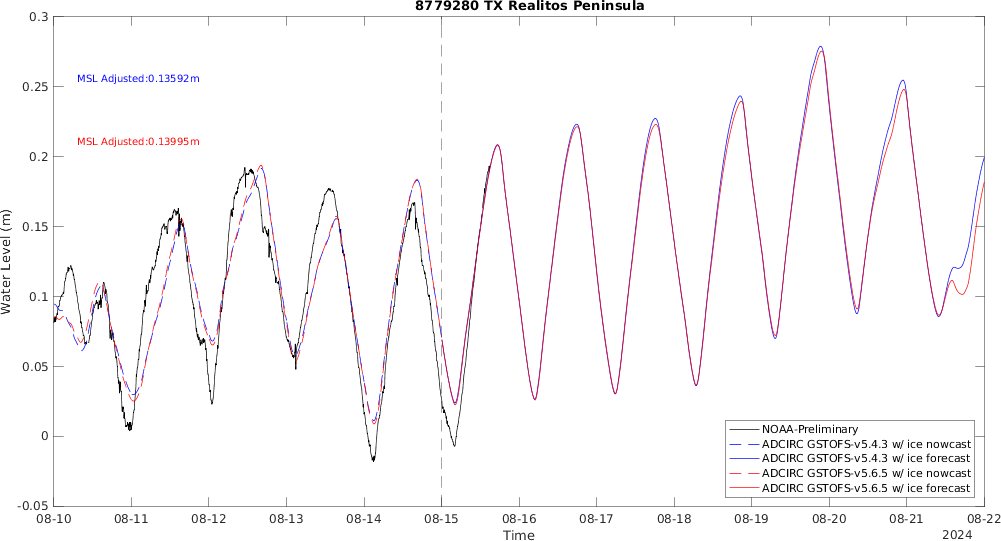 8779280 TX Realitos Peninsula
0.3
0.25
0.2
0.15
0.1
0.05
0
-0.05
Water Level (m)
MSL Adjusted:0.13592m
MSL Adjusted:0.13995m
NOAA-Preliminary
ADCIRC GSTOFS-v5.4.3 w/ ice nowcast
ADCIRC GSTOFS-v5.4.3 w/ ice forecast
ADCIRC GSTOFS-v5.6.5 w/ ice nowcast
ADCIRC GSTOFS-v5.6.5 w/ ice forecast
08-10 08-11 08-12 08-13 08-14 08-15 08-16 08-17 08-18 08-19 08-20 08-21 08-22
Time
2024